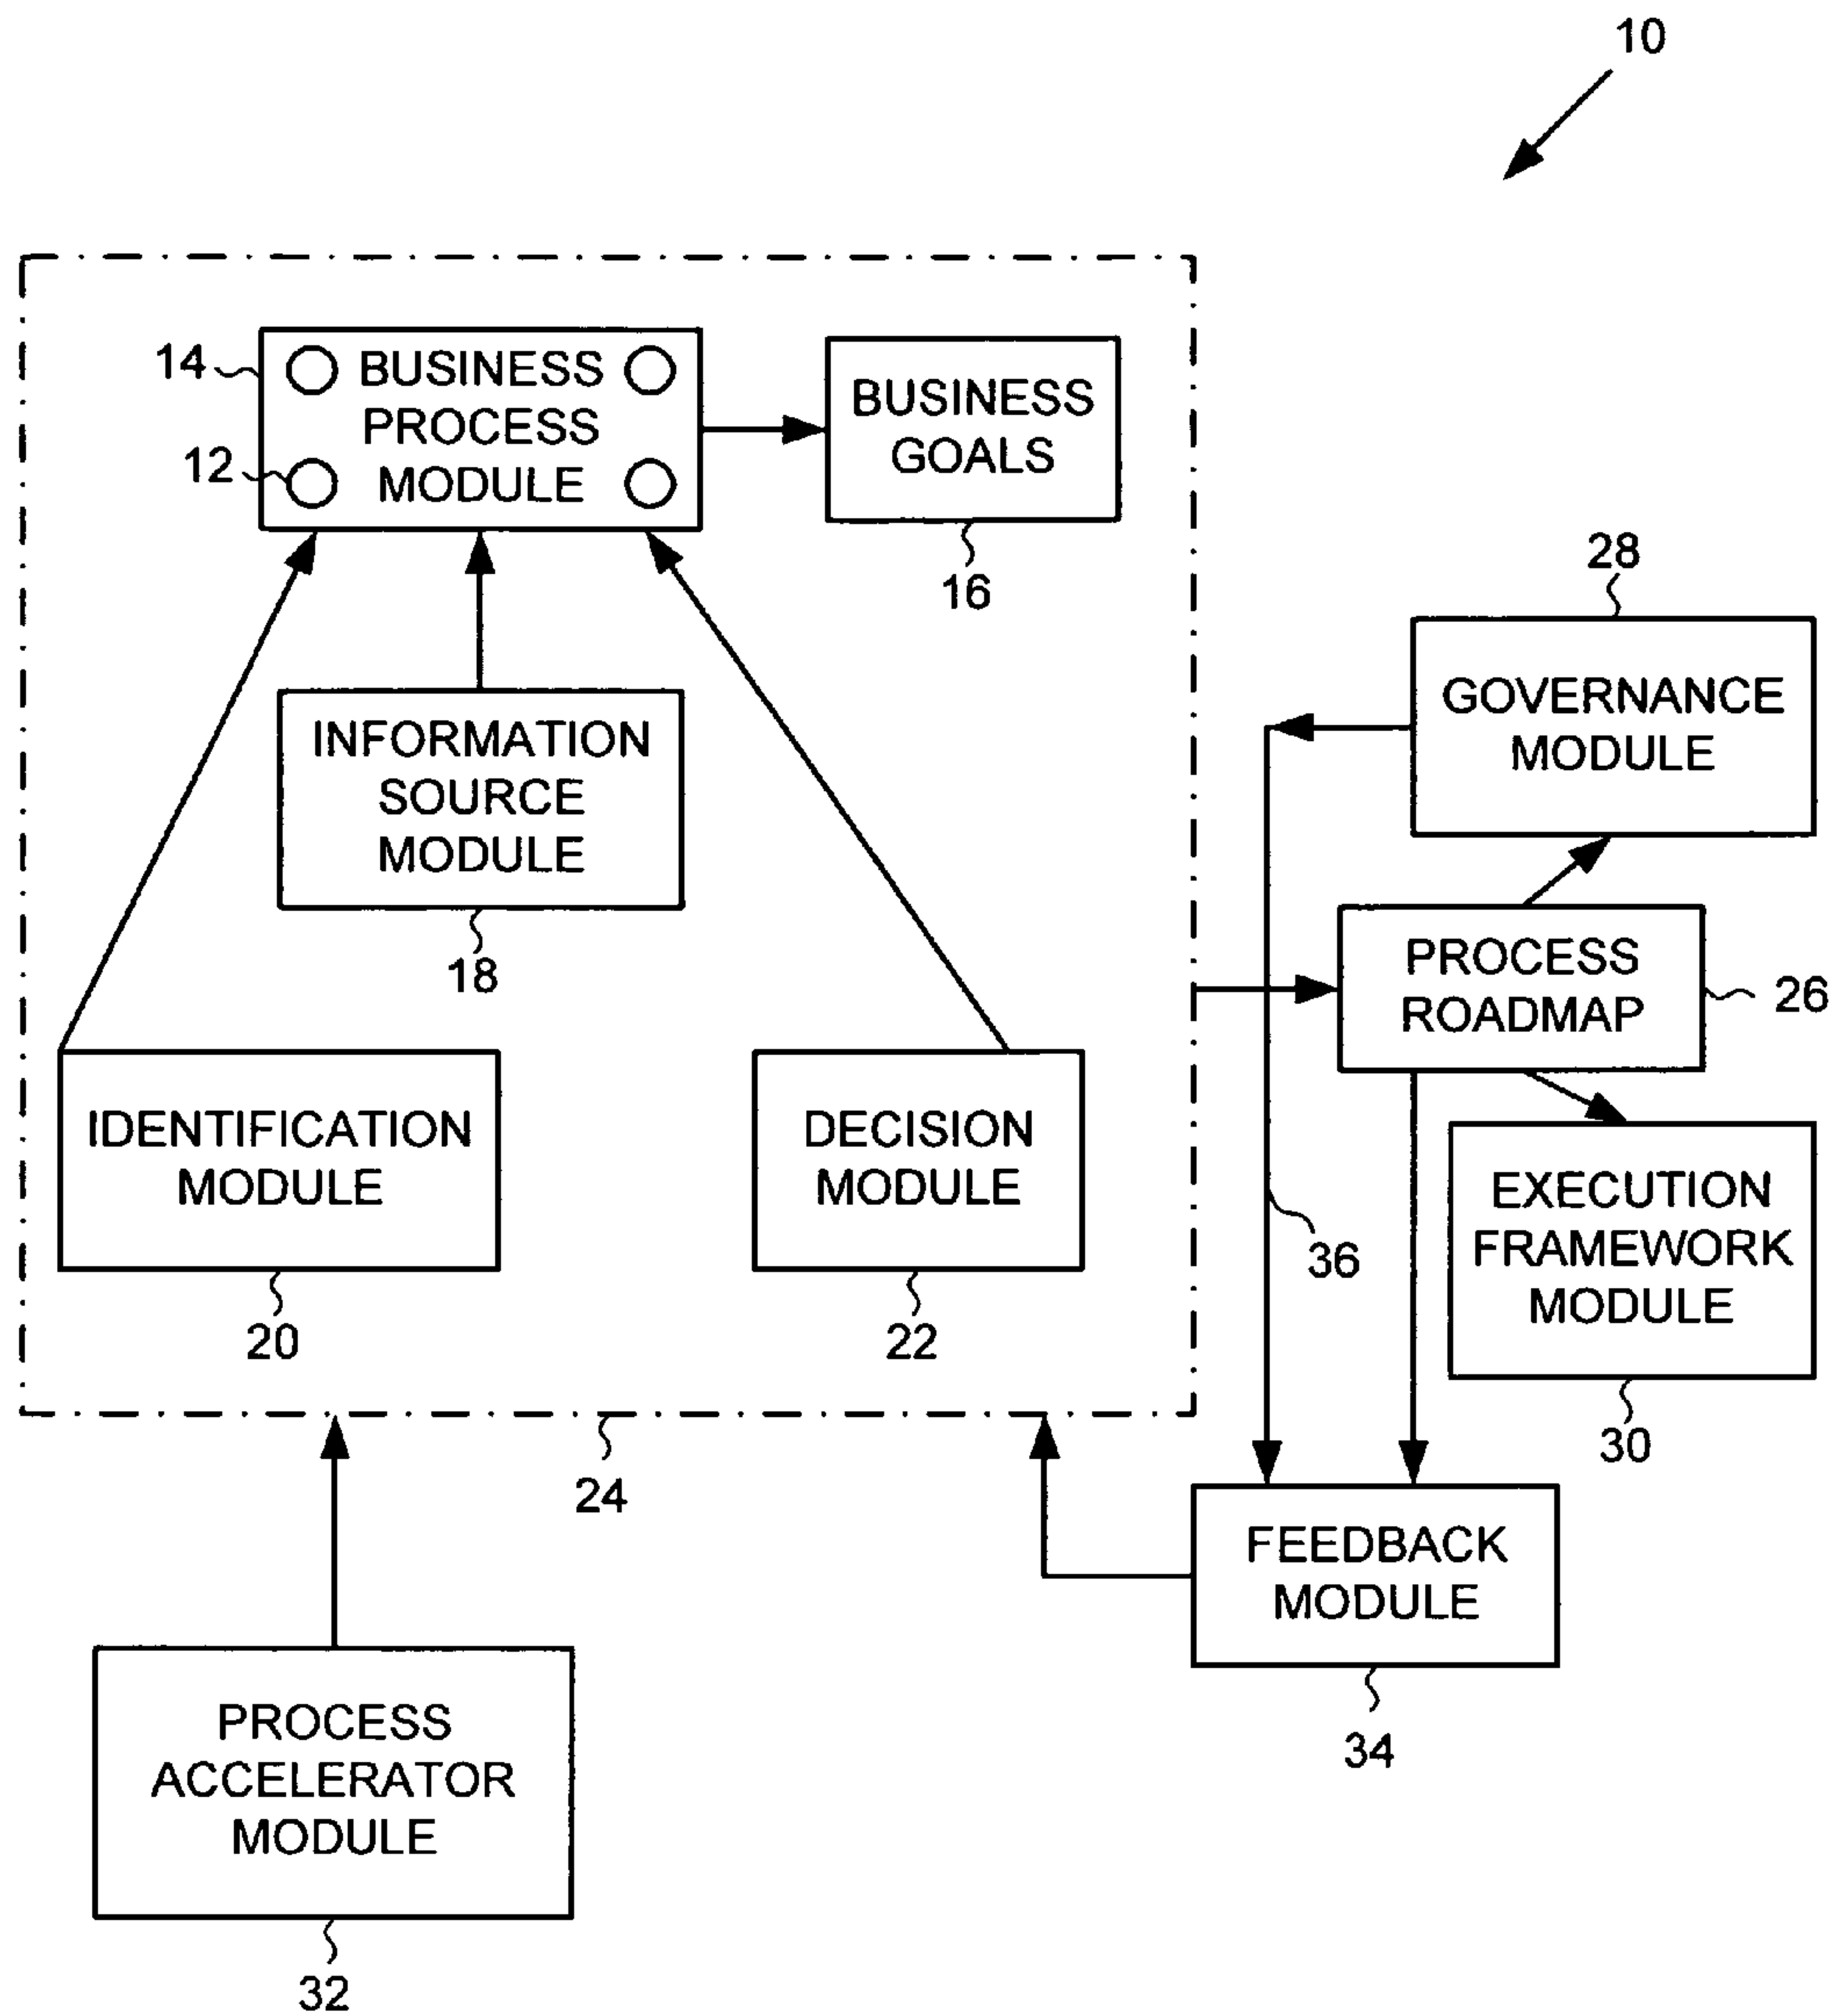 10
14
BUSINESS
PROCESS
MODULE
12
BUSINESS
GOALS
16
INFORMATION
SOURCE
MODULE
18
28
GOVERNANCE
MODULE
PROCESS
ROADMAP
26
IDENTIFICATION
MODULE
20
DECISION
MODULE
22
36
EXECUTION
FRAMEWORK
MODULE
30
24
FEEDBACK
MODULE
34
PROCESS
ACCELERATOR
MODULE
32